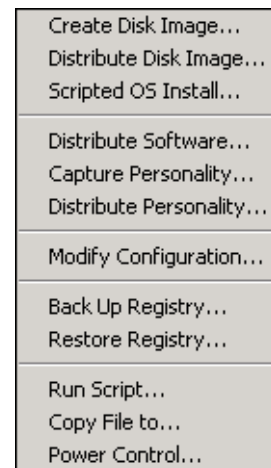 Create Disk Image...
Distribute Disk Image...
Scripted OS Install...
Distribute Software...
Capture Personality...
Distribute Personality...
Modify Configuration...
Back Up Registry...
Restore Registry...
Run Script...
Copy File to...
Power Control...